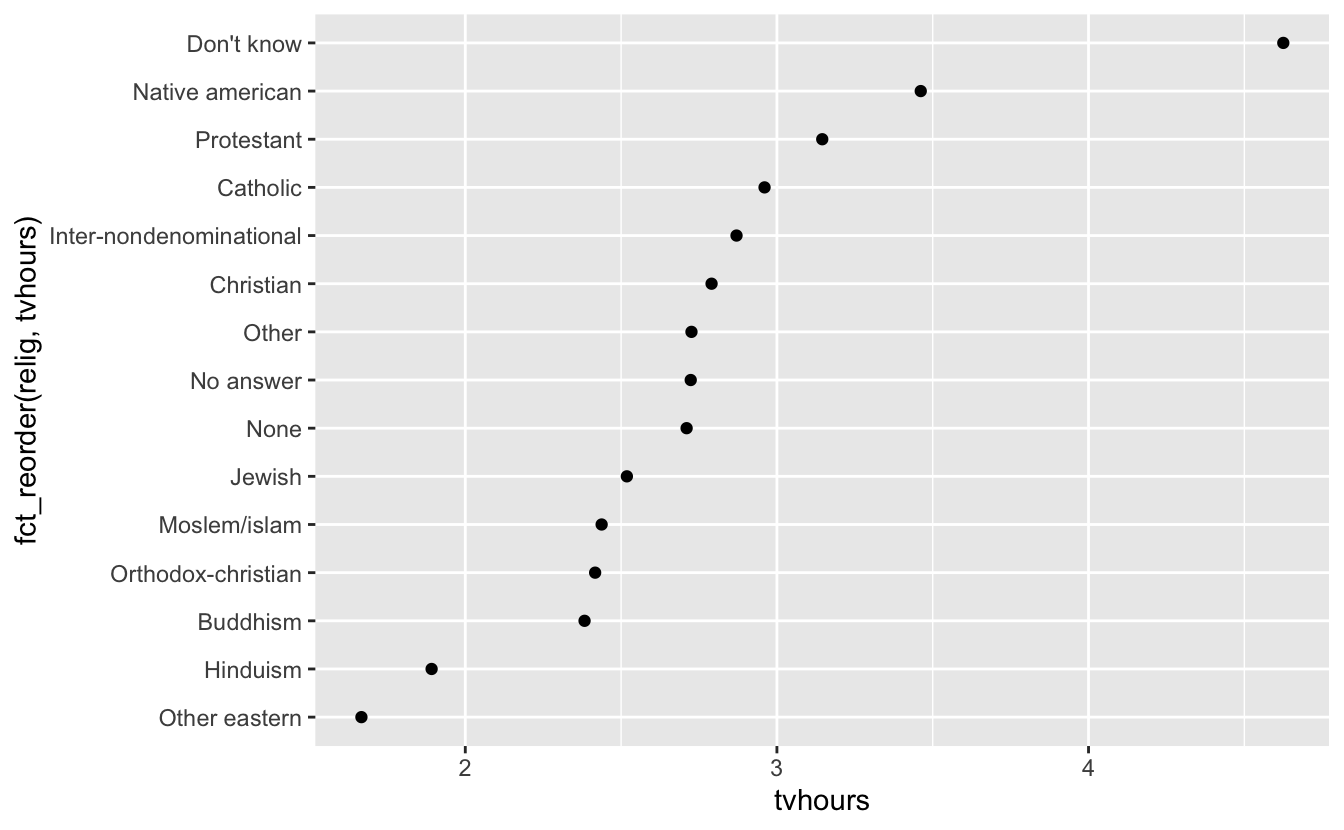 Don't know
Native american
Protestant
Catholic
Inter-nondenominational
Christian
Other
No answer
None
Jewish
Moslem/islam
Orthodox-christian
Buddhism
Hinduism
Other eastern
fct_reorder(relig, tvhours)
2 3 4
tvhours